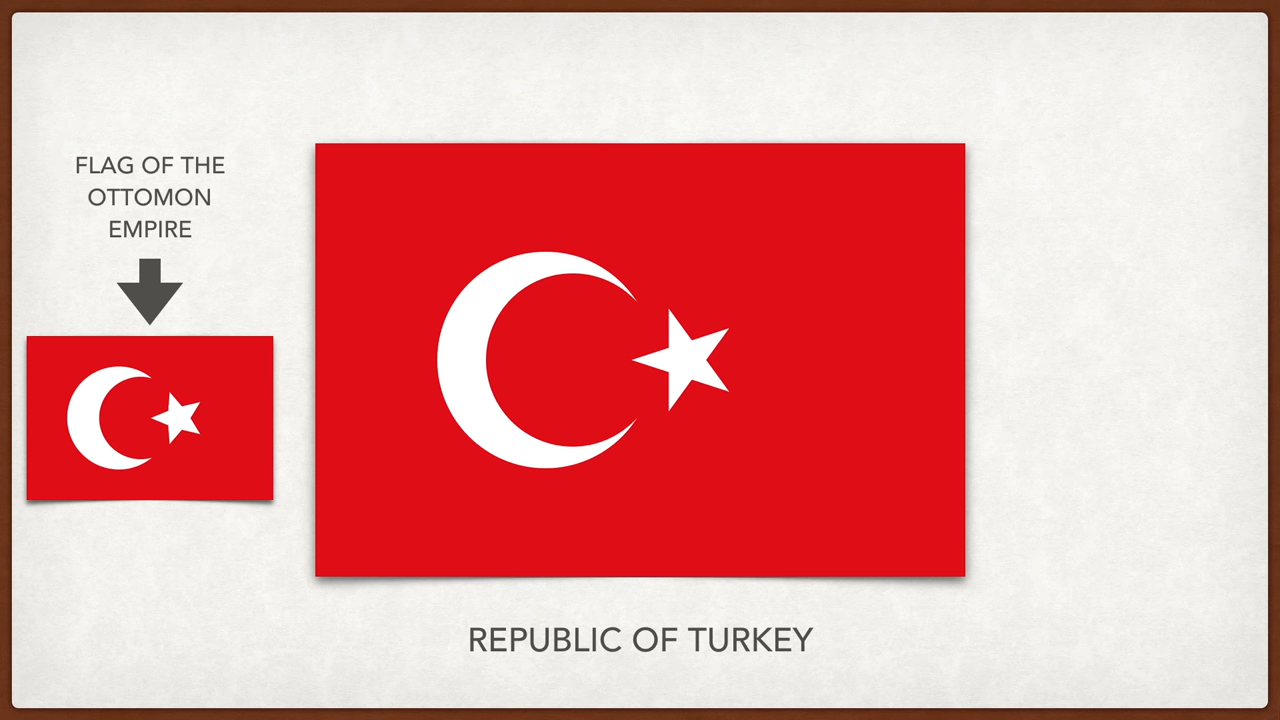 FLAG OF THE
OTTOMON
EMPIRE
REPUBLIC OF TURKEY